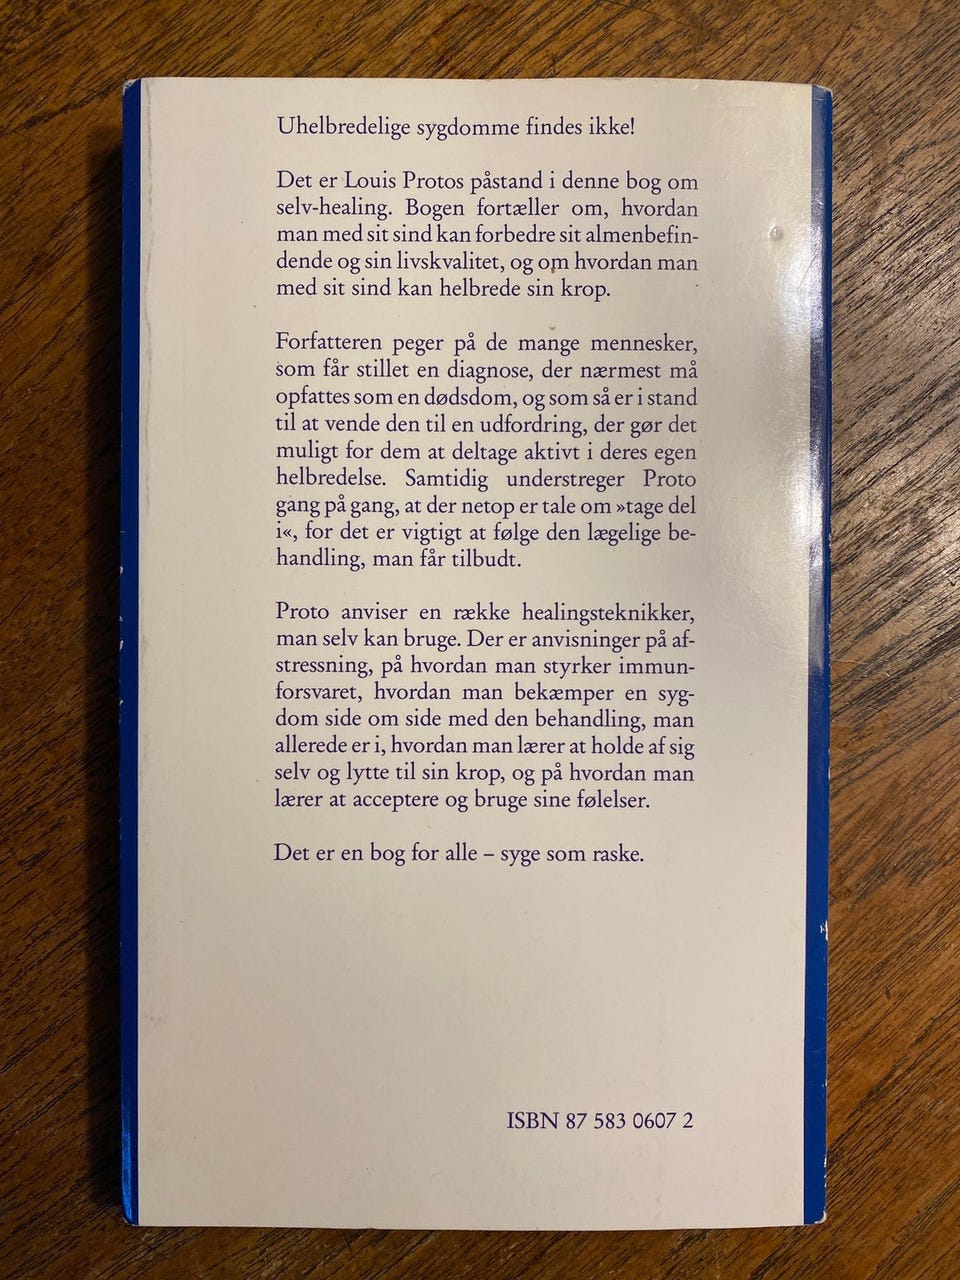 Uhelbredelige sygdomme findes ikke!
Det er Louis Protos påstand i denne bog om
selv-healing. Bogen fortæller om, hvordan
man med sit sind kan forbedre sit almenbefin-
dende og sin livskvalitet, og om hvordan man
med sit sind kan helbrede sin krop.
Forfatteren peger på de mange mennesker,
som får stillet en diagnose, der nærmest må
opfattes som en dødsdom, og som så er i stand
til at vende den til en udfordring, der gør det
muligt for dem at deltage aktivt i deres egen
helbredelse. Samtidig understreger Proto
gang på gang, at der netop er tale om »tage del
i«, for det er vigtigt at følge den lægelige be-
handling, man får tilbudt.
Proto anviser en række healingsteknikker,
man selv kan bruge. Der er anvisninger på af-
stressning, på hvordan man styrker immun-
forsvaret, hvordan man bekæmper en syg-
dom side om side med den behandling, man
allerede er i, hvordan man lærer at holde af sig
selv og lytte til sin krop, og på hvordan man
lærer at acceptere og bruge sine følelser.
Det er en bog for alle – syge som raske.
ISBN 87 583 0607 2